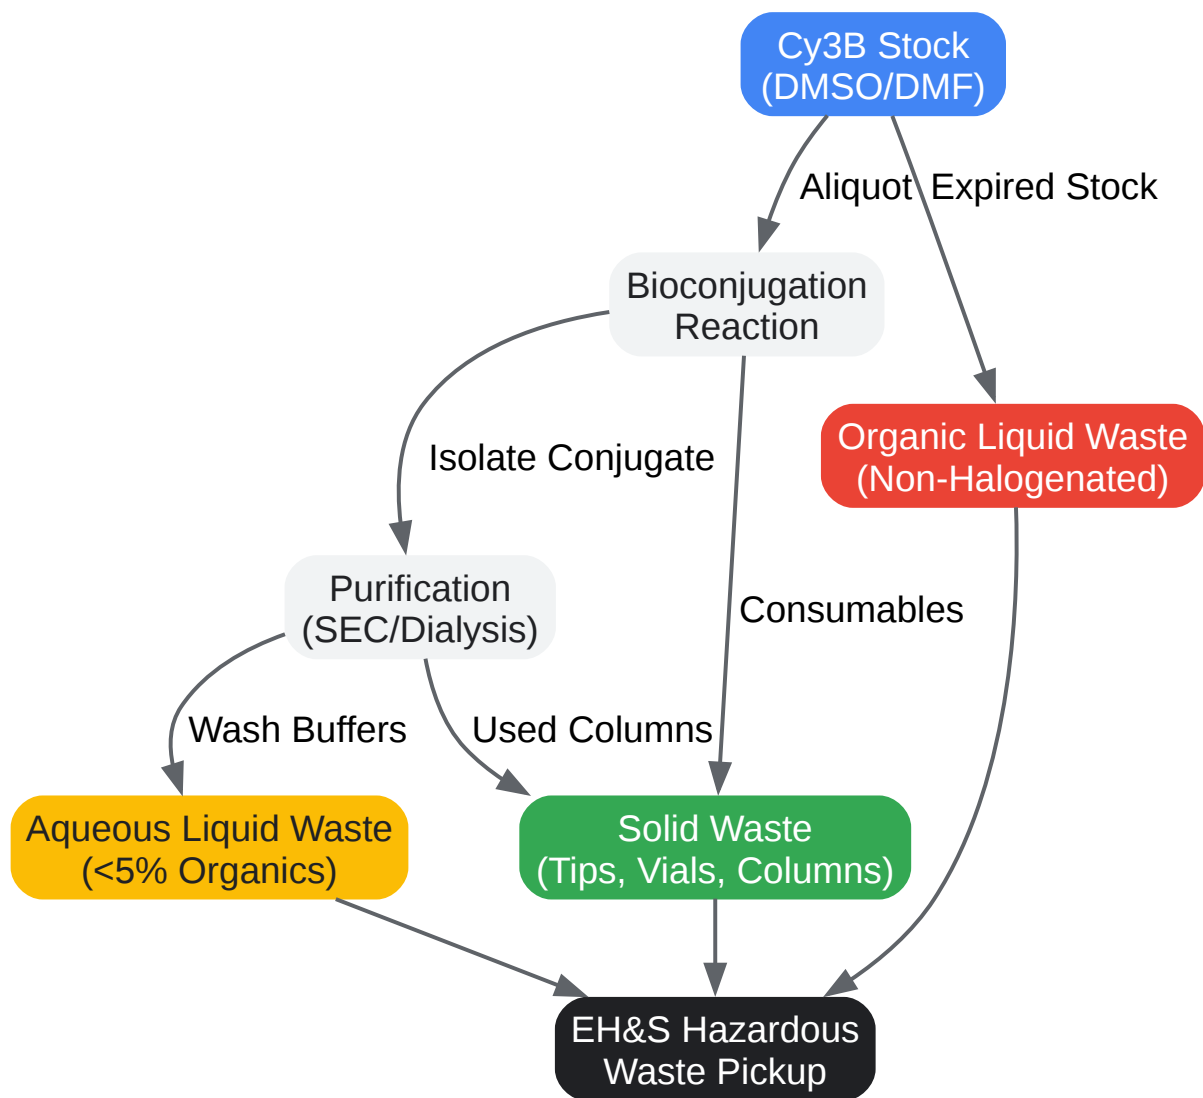 Cy3B Stock
(DMSO/DMF)
Aliquot
Expired Stock
Bioconjugation
Reaction
Organic Liquid Waste
(Non-Halogenated)
Isolate Conjugate
Purification
(SEC/Dialysis)
Consumables
Wash Buffers
Used Columns
Aqueous Liquid Waste
(<5% Organics)
Solid Waste
(Tips, Vials, Columns)
EH&S Hazardous
Waste Pickup